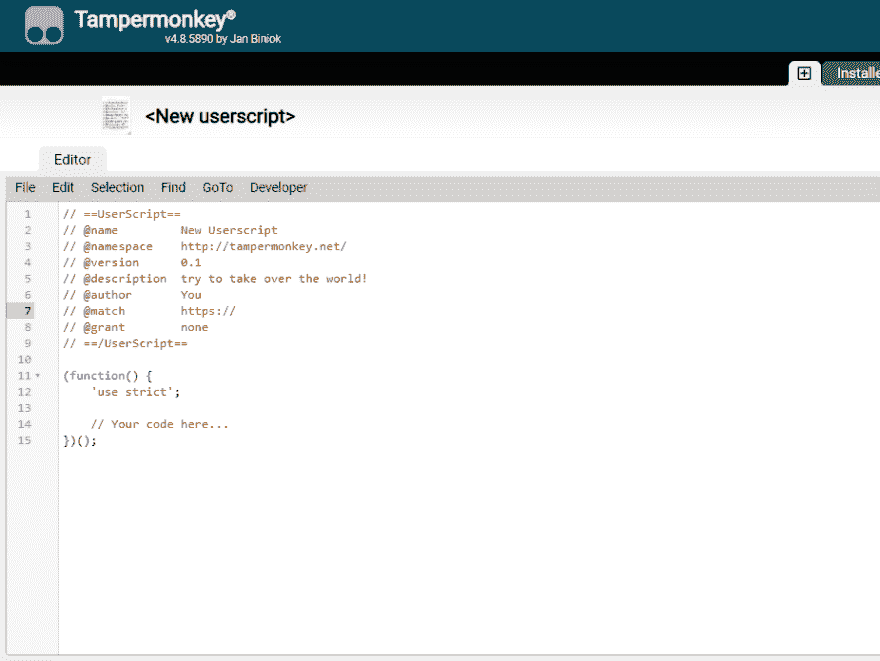 Tampermonkey®
v4.8.5890 by Jan Biniok
Installe
<New userscript>
Editor
File Edit Selection Find GoTo Developer
1 // ==UserScript==
2 // @name New Userscript
3 // @namespace http://tampermonkey.net/
4 // @version 0.1
5 // @description try to take over the world!
6 // @author You
7 // @match https://
8 // @grant none
9 // ==/UserScript==
10
11 (function() {
12 'use strict';
13
14 // Your code here...
15 })();